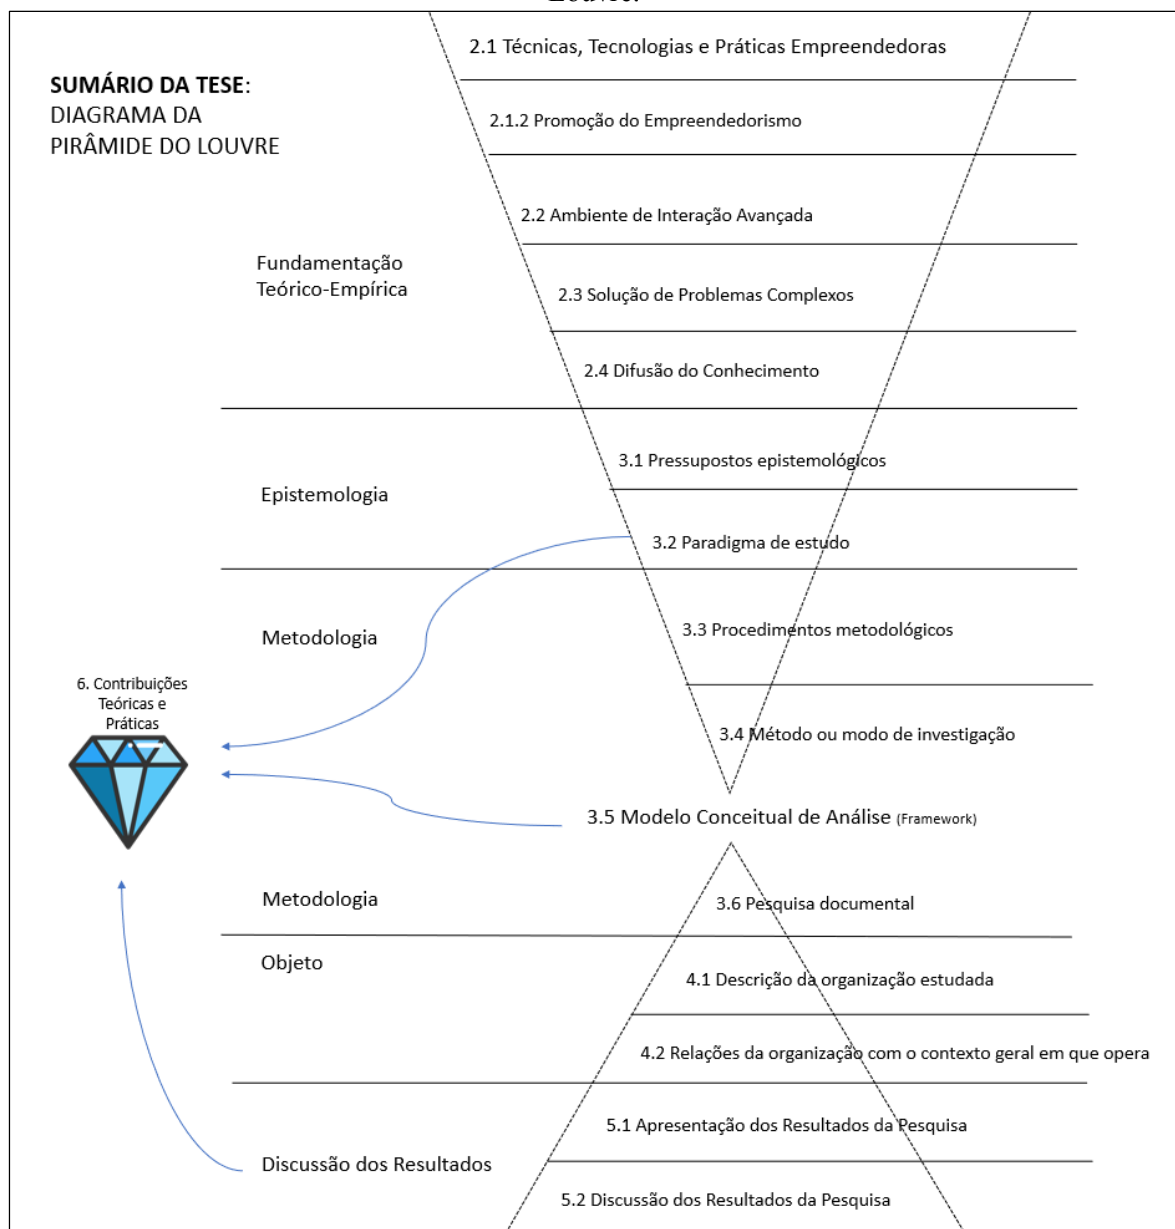 Louvre.
SUMÁRIO DA TESE:
DIAGRAMA DA
PIRÂMIDE DO LOUVRE
2.1 Técnicas, Tecnologias e Práticas Empreendedoras
2.1.2 Promoção do Empreendedorismo
2.2 Ambiente de Interação Avançada
Fundamentação
Teórico-Empírica
2.3 Solução de Problemas Complexos
2.4 Difusão do Conhecimento
3.1 Pressupostos epistemológicos
Epistemologia
3.2 Paradigma de estudo
Metodologia
3.3 Procedimentos metodológicos
6. Contribuições
Teóricas e
Práticas
3.4 Método ou modo de investigação
3.5 Modelo Conceitual de Análise (Framework)
Metodologia
3.6 Pesquisa documental
Objeto
4.1 Descrição da organização estudada
4.2 Relações da organização com o contexto geral em que opera
5.1 Apresentação dos Resultados da Pesquisa
Discussão dos Resultados
5.2 Discussão dos Resultados da Pesquisa